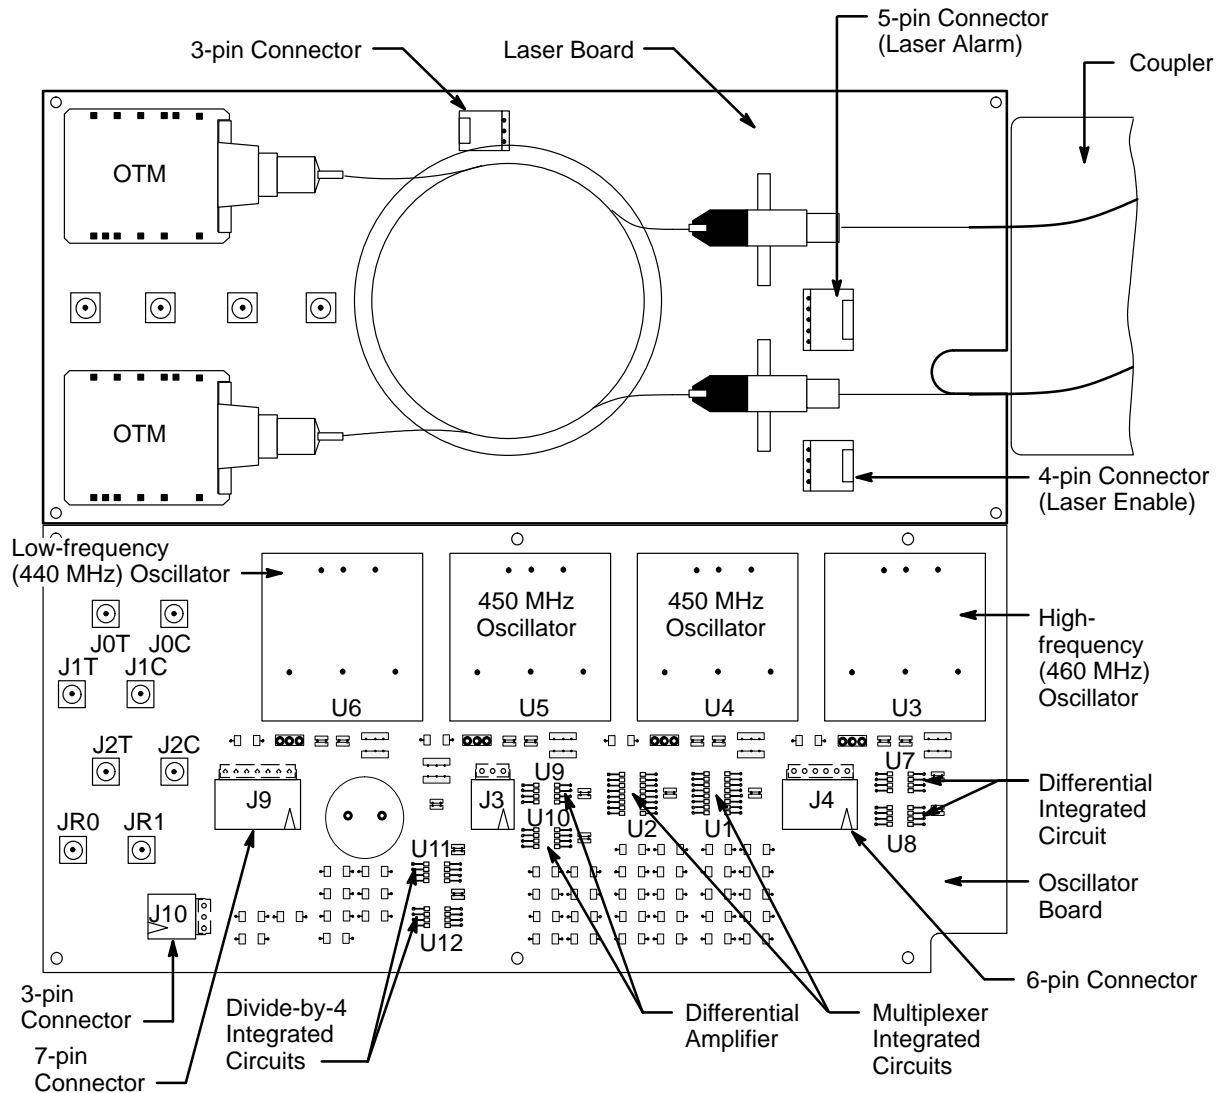 5-pin Connector
(Laser Alarm)
3-pin Connector
Laser Board
Coupler
OTM
OTM
4-pin Connector
(Laser Enable)
Low-frequency
(440 MHz) Oscillator
450 MHz
Oscillator
450 MHz
Oscillator
High-
frequency
(460 MHz)
Oscillator
J0T
J0C
J1T
J1C
U6
U5
U4
U3
J2T
J2C
J9
J3
U9
U10
U2
U1
J4
U7
U8
Differential
Integrated
Circuit
JR0
JR1
U11
U12
J10
Oscillator
Board
6-pin Connector
3-pin
Connector
7-pin
Connector
Divide-by-4
Integrated
Circuits
Differential
Amplifier
Multiplexer
Integrated
Circuits